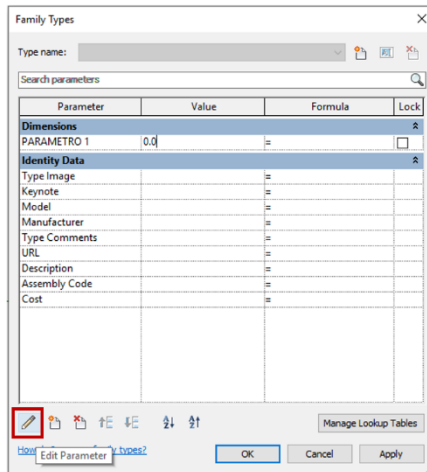 Family Types
Type name:
Search parameters
Parameter Value Formula Lock
Dimensions
PARAMETRO 1 0.0 =
Identity Data
Type Image =
Keynote =
Model =
Manufacturer =
Type Comments =
URL =
Description =
Assembly Code =
Cost =
Manage Lookup Tables
How family types?
Edit Parameter
OK Cancel Apply